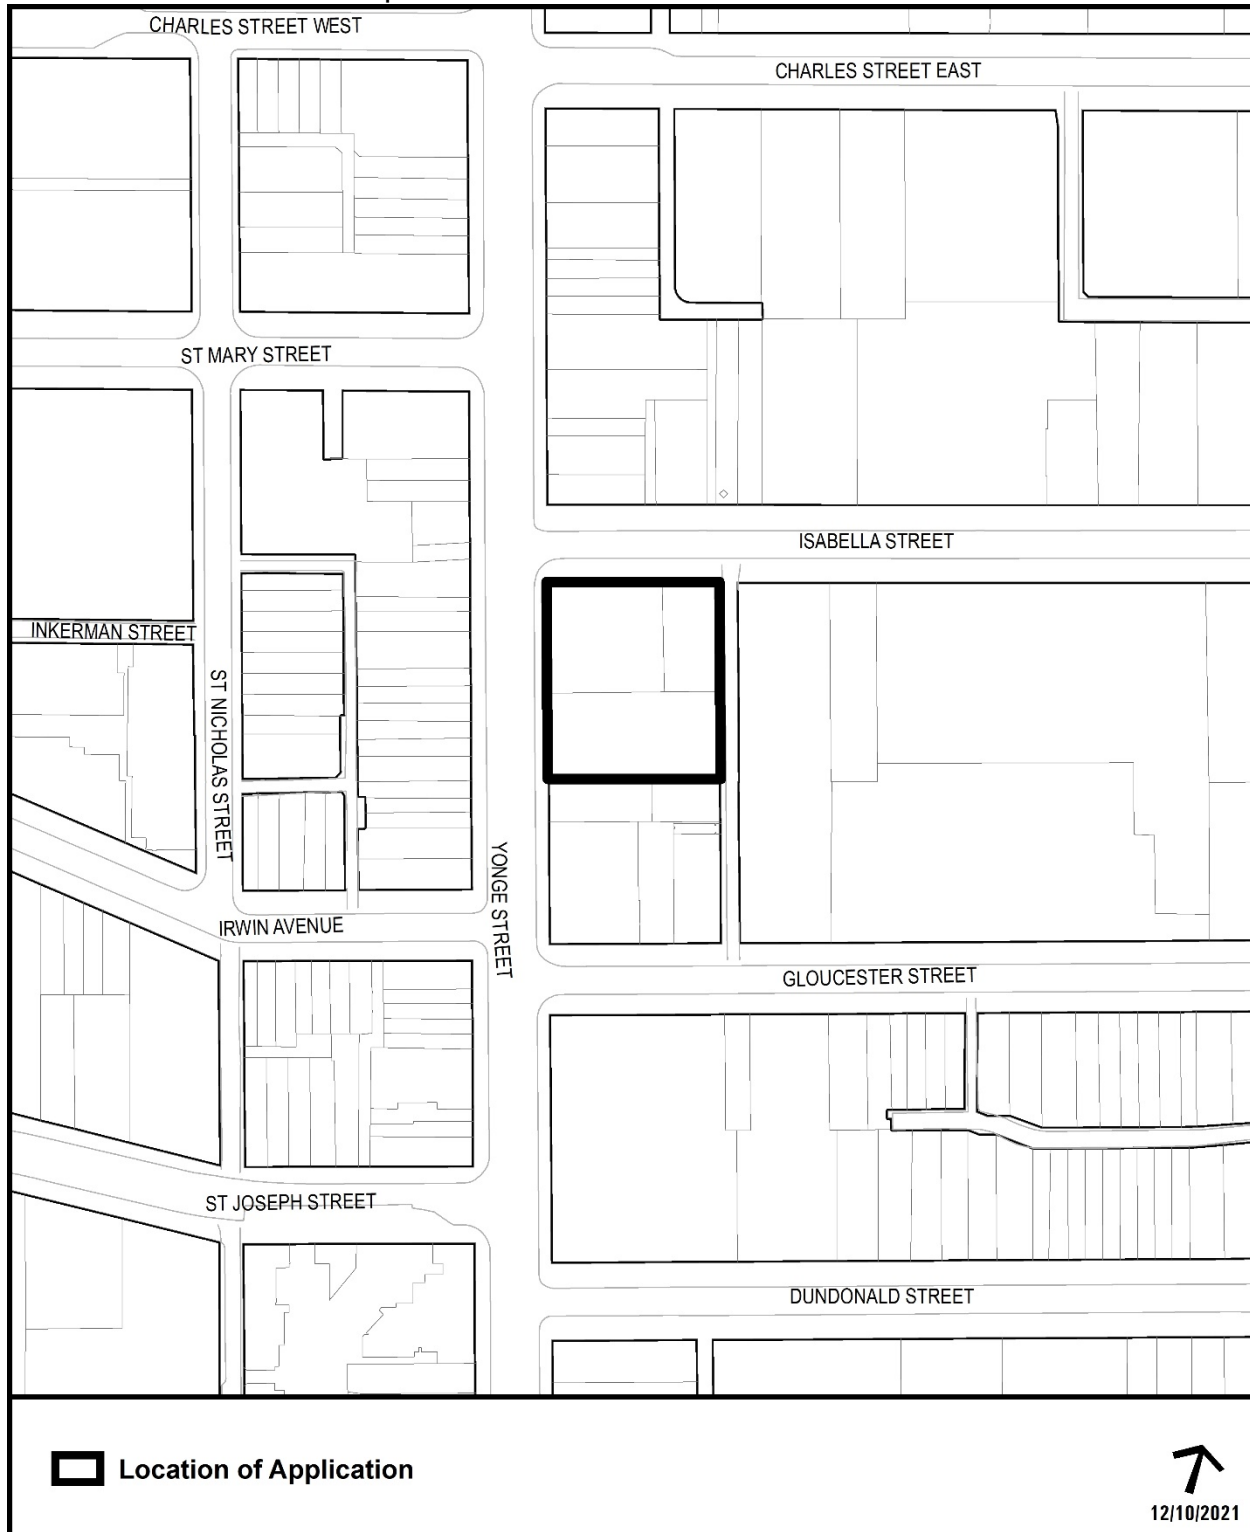 CHARLES STREET WEST
CHARLES STREET EAST
ST MARY STREET
ISABELLA STREET
INKERMAN STREET
ST NICHOLAS STREET
YONGE STREET
IRWIN AVENUE
GLOUCESTER STREET
ST JOSEPH STREET
DUNDONALD STREET
Location of Application
12/10/2021